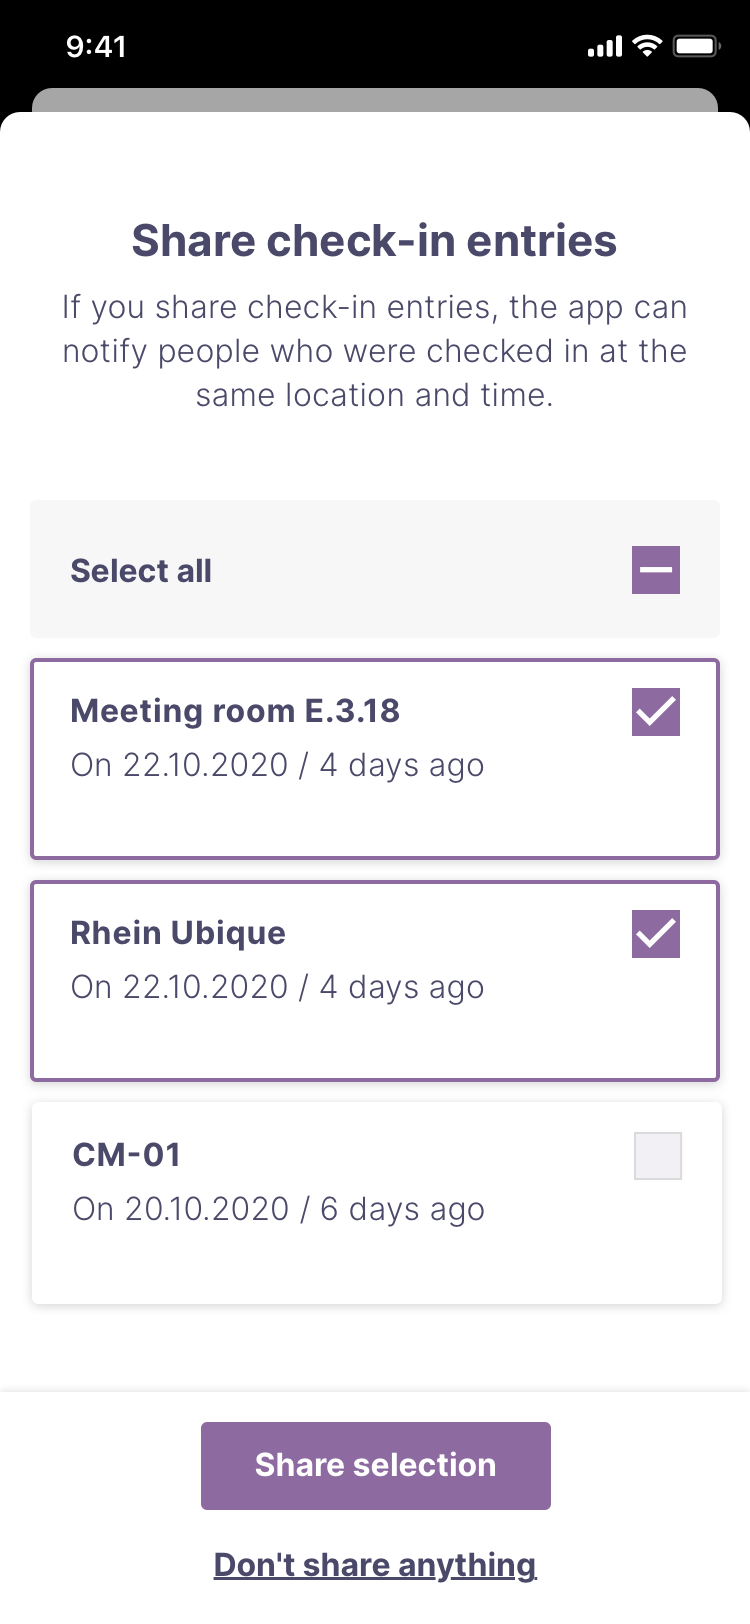 9:41
Share check-in entries
If you share check-in entries, the app can
notify people who were checked in at the
same location and time.
Select all
Meeting room E.3.18
On 22.10.2020 / 4 days ago
Rhein Ubique
On 22.10.2020 / 4 days ago
CM-01
On 20.10.2020 / 6 days ago
Share selection
Don't share anything